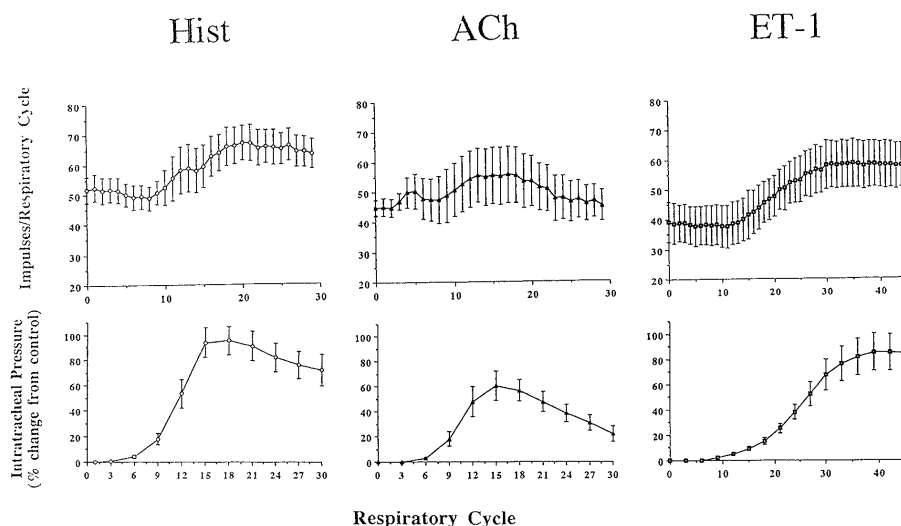 Hist ACh ET-1
Impulses/Respiratory Cycle
80 80 80
70 70 70
60 60 60
50 50 50
40 40 40
30 30 30
20 20 20
0 10 20 30 0 10 20 30 0 10 20 30 40
Intratracheal Pressure
(% change from control)
100 100 100
80 80 80
60 60 60
40 40 40
20 20 20
0 0 0
0 3 6 9 12 15 18 21 24 27 30 0 3 6 9 12 15 18 21 24 27 30 0 10 20 30 40
Respiratory Cycle